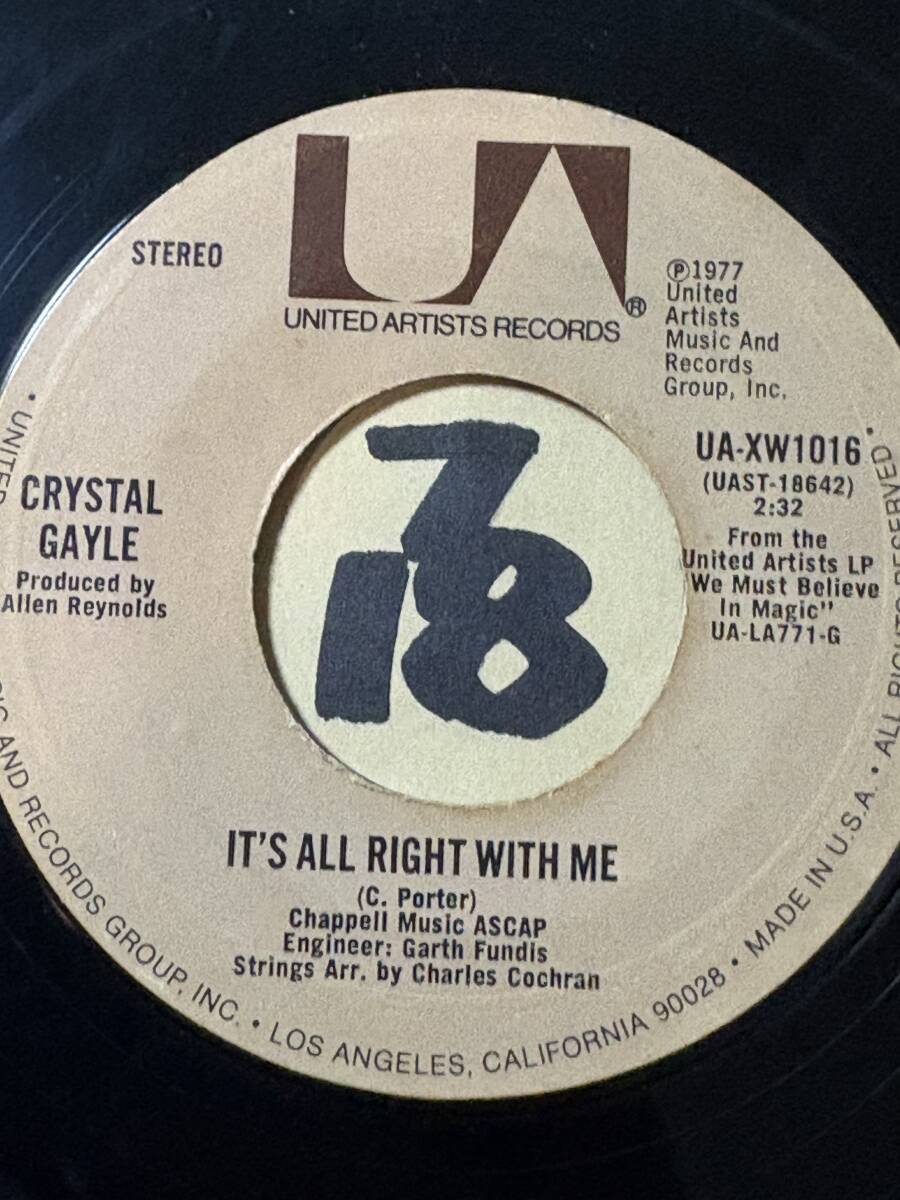 UA
UNITED ARTISTS RECORDS ®
STEREO
℗1977
United
Artists
Music And
Records
Group, Inc.
UA-XW1016
(UAST-18642)
2:32
From the
United Artists LP
We Must Believe
In Magic"
UA-LA771-G
CRYSTAL
GAYLE
Produced by
Allen Reynolds
7
18
IT'S ALL RIGHT WITH ME
(C. Porter)
Chappell Music ASCAP
Engineer: Garth Fundis
Strings Arr. by Charles Cochran
• UNITED
AND RECORDS GROUP, INC. • LOS ANGELES, CALIFORNIA 90028 • MADE IN U.S.A. • ALL RIGHTS RESERVED •